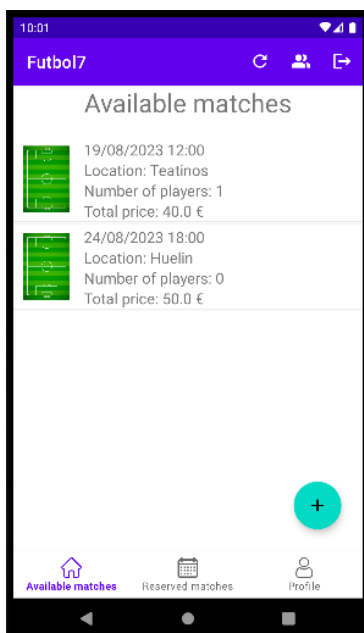 10:01
Futbol7
Available matches
19/08/2023 12:00
Location: Teatinos
Number of players: 1
Total price: 40.0 €
24/08/2023 18:00
Location: Huelin
Number of players: 0
Total price: 50.0 €
+
Available matches
Reserved matches
Profile